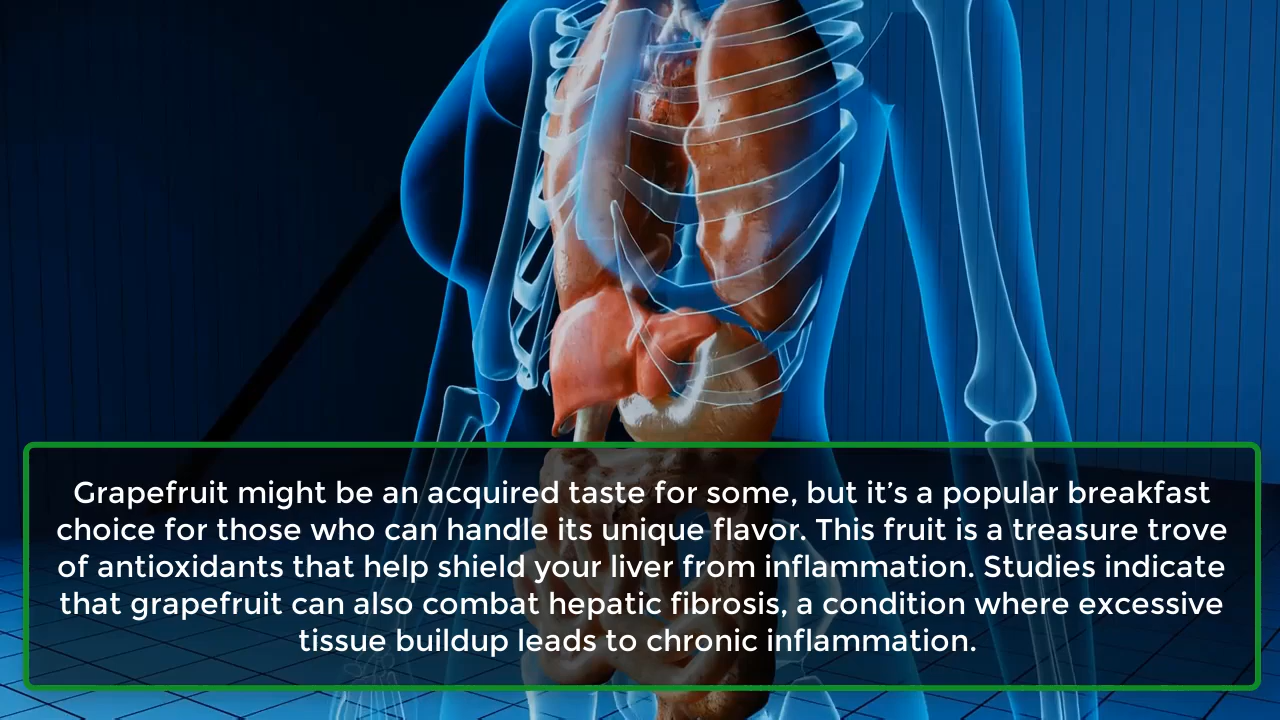 Grapefruit might be an acquired taste for some, but it’s a popular breakfast
choice for those who can handle its unique flavor. This fruit is a treasure trove
of antioxidants that help shield your liver from inflammation. Studies indicate
that grapefruit can also combat hepatic fibrosis, a condition where excessive
tissue buildup leads to chronic inflammation.